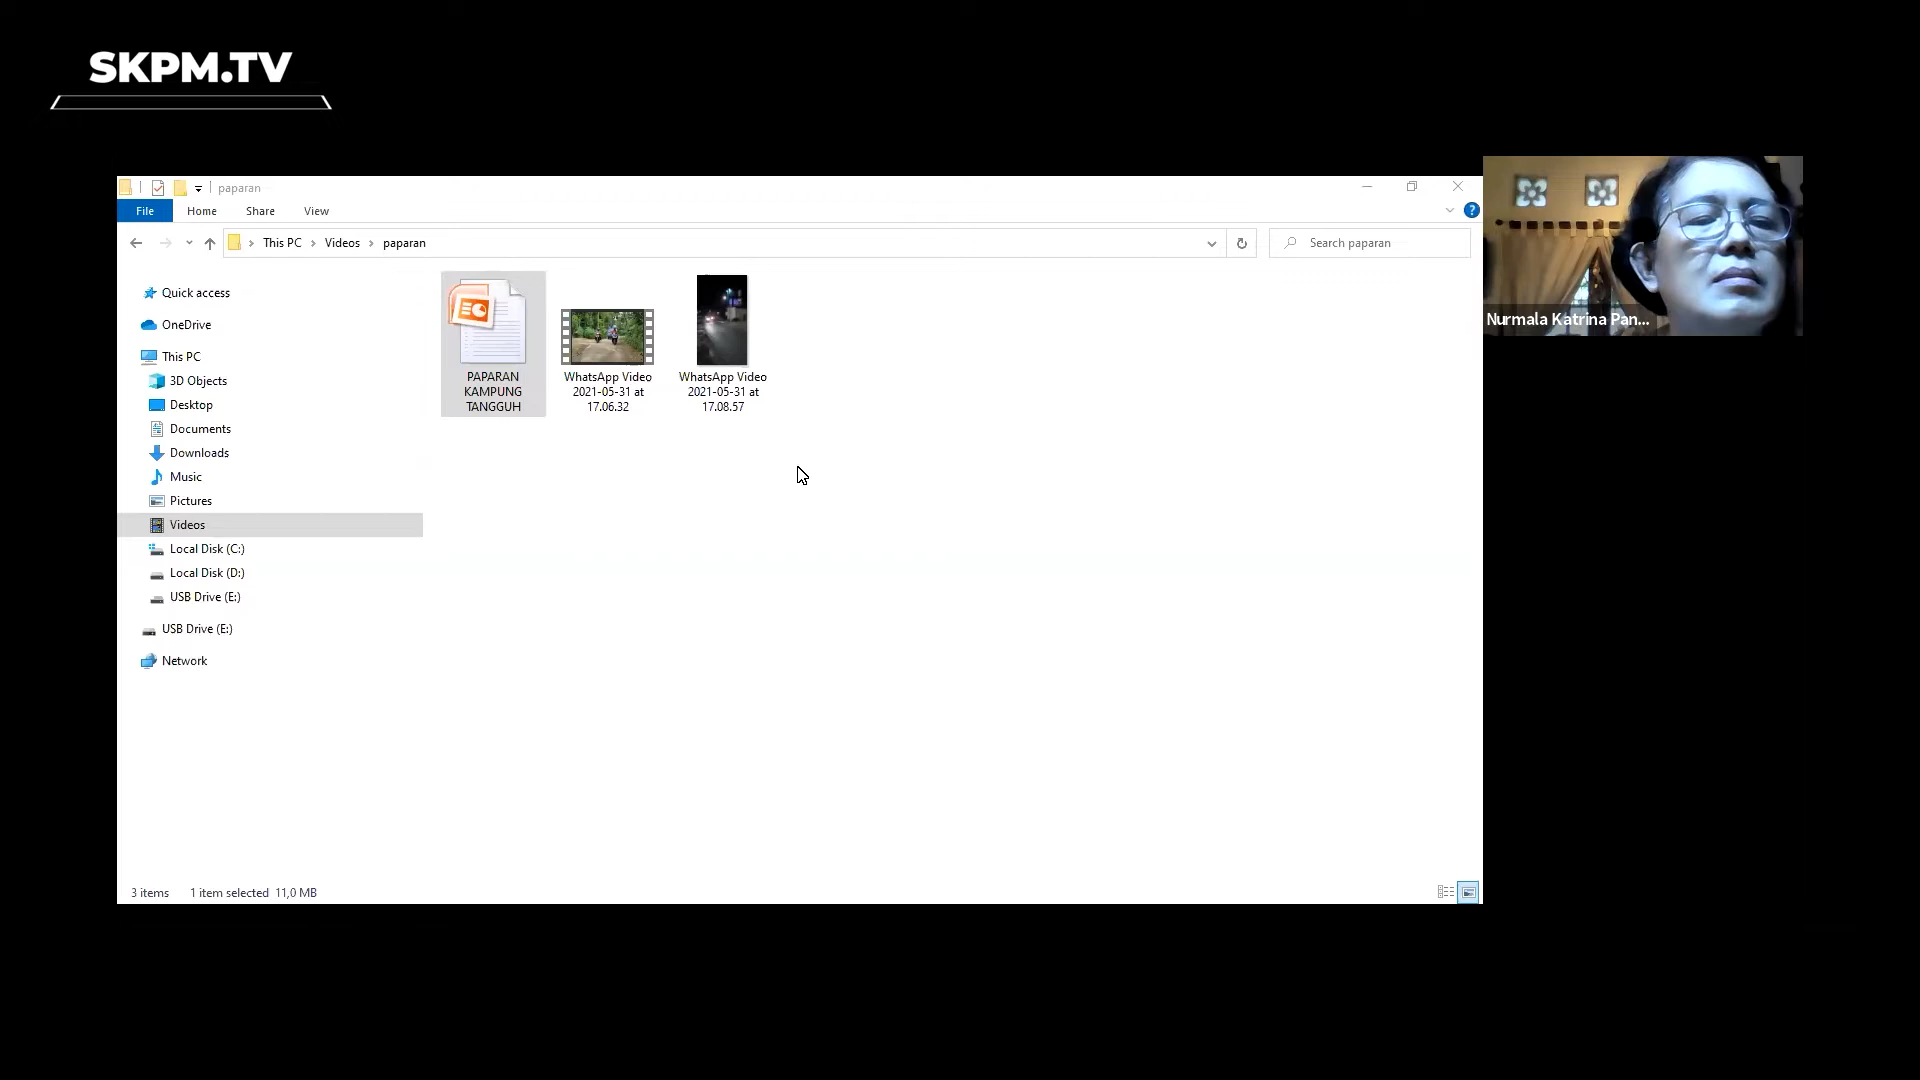 SKPM.TV
paparan
File Home Share View
This PC Videos paparan
Search paparan
Quick access
OneDrive
This PC
3D Objects
Desktop
Documents
Downloads
Music
Pictures
Videos
Local Disk (C:)
Local Disk (D:)
USB Drive (E:)
USB Drive (E:)
Network
PAPARAN
KAMPUNG
TANGGUH
WhatsApp Video
2021-05-31 at
17.06.32
WhatsApp Video
2021-05-31 at
17.08.57
Nurmala Katrina Pan...
3 items 1 item selected 11,0 MB